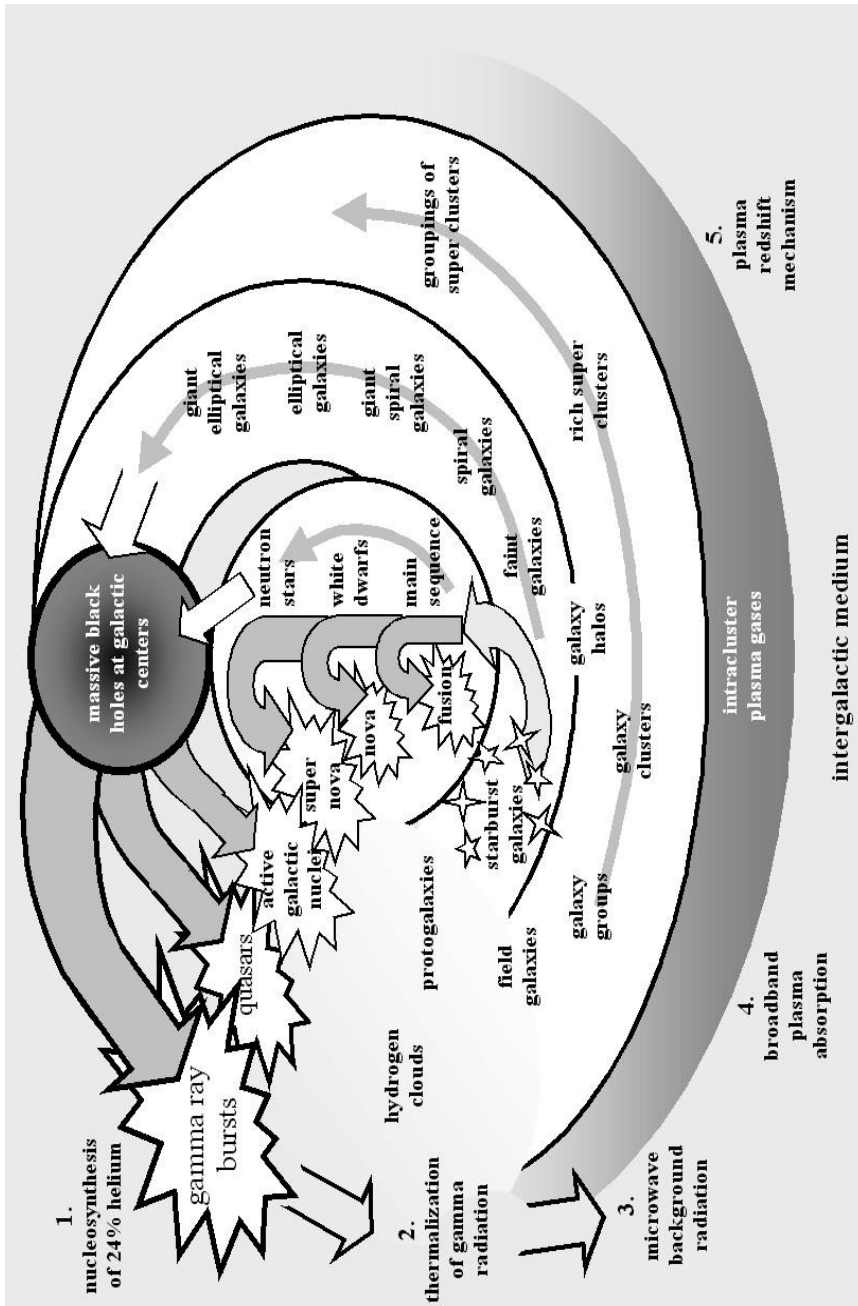 1.
nucleosynthesis
of 24% helium
gamma ray
bursts
2.
thermalization
of gamma
radiation
3.
microwave
background
radiation
quasars
hydrogen
clouds
active
galactic
nuclei
super
nova
nova
fusion
protogalaxies
field
galaxies
starburst
galaxies
galaxy
groups
4.
broadband
plasma
absorption
massive black
holes at galactic
centers
neutron
stars
white
dwarfs
main
sequence
faint
galaxies
galaxy
halos
galaxy
clusters
intracluster
plasma gases
intergalactic medium
giant
elliptical
galaxies
elliptical
galaxies
giant
spiral
galaxies
spiral
galaxies
rich super
clusters
groupings of
super clusters
5.
plasma
redshift
mechanism